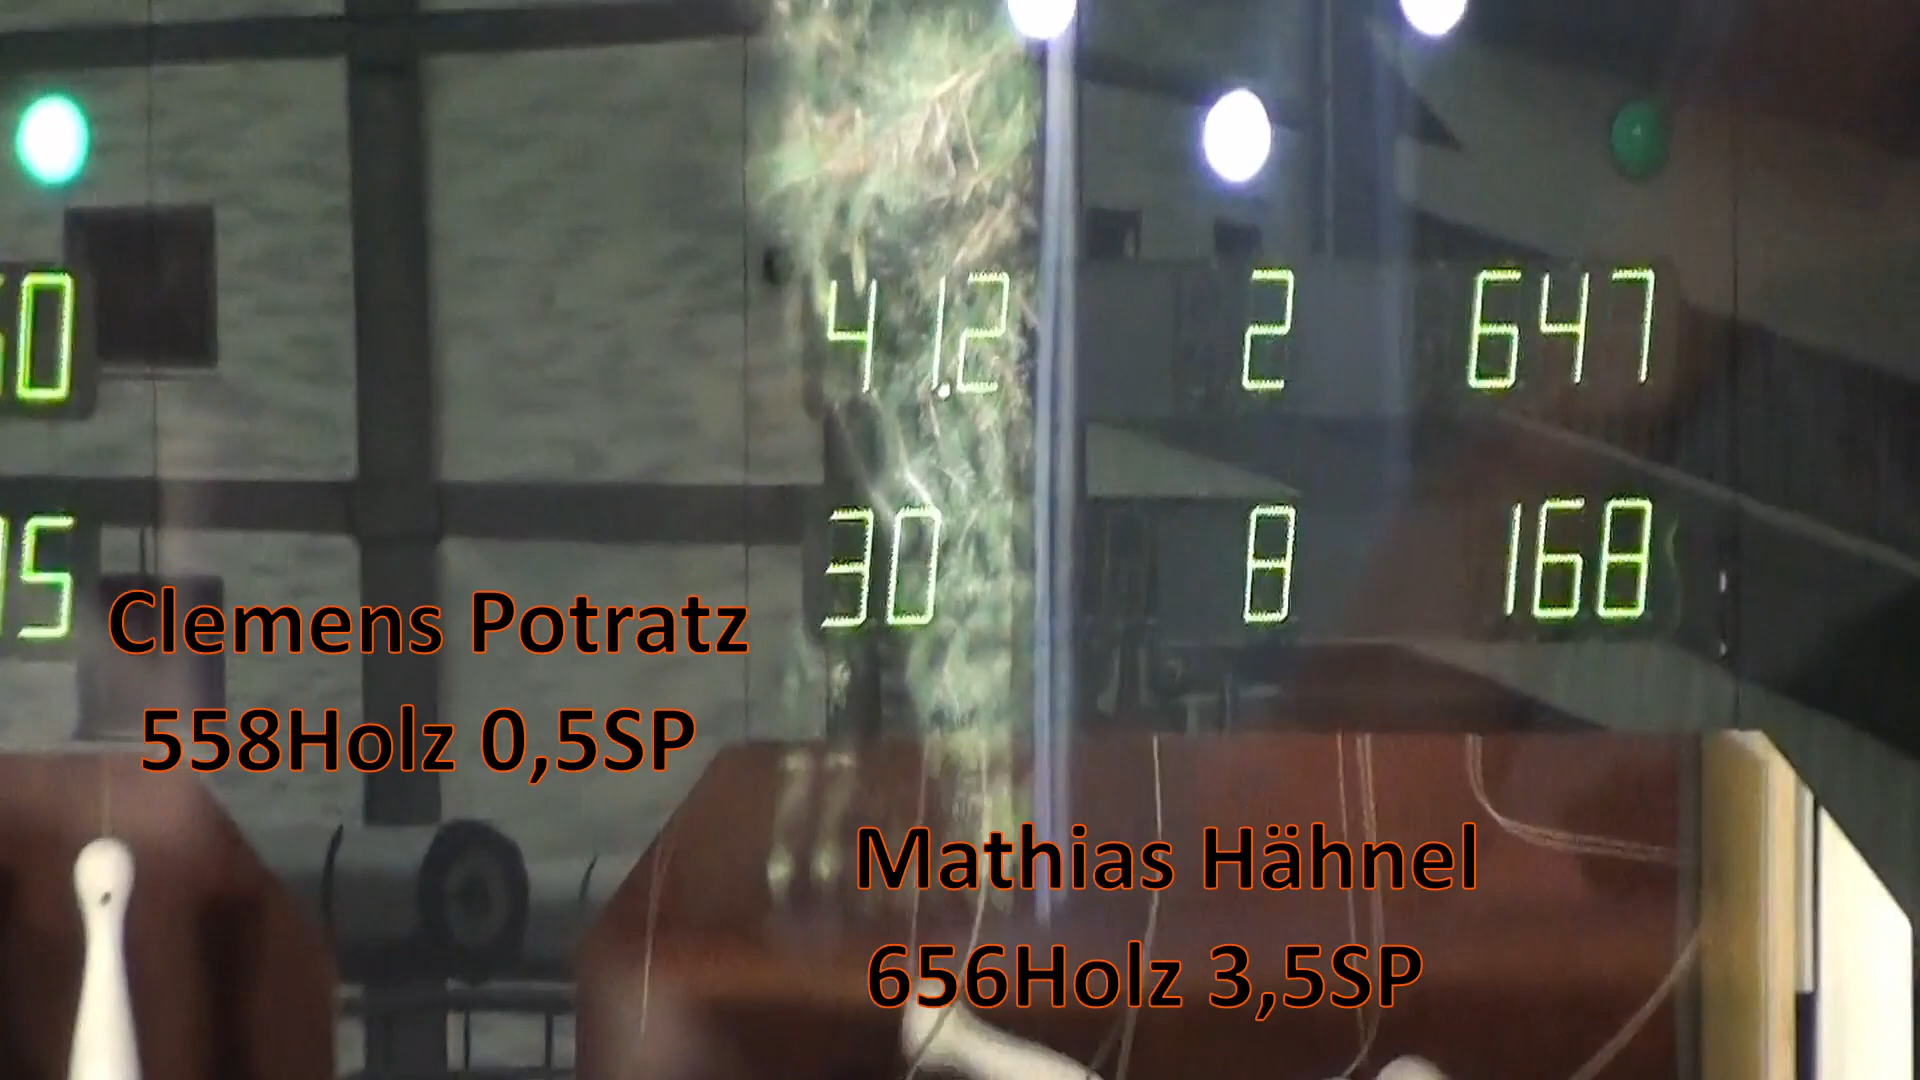 41.2 2 647
30 8 168
Clemens Potratz
558Holz 0,5SP
Mathias Hähnel
656Holz 3,5SP